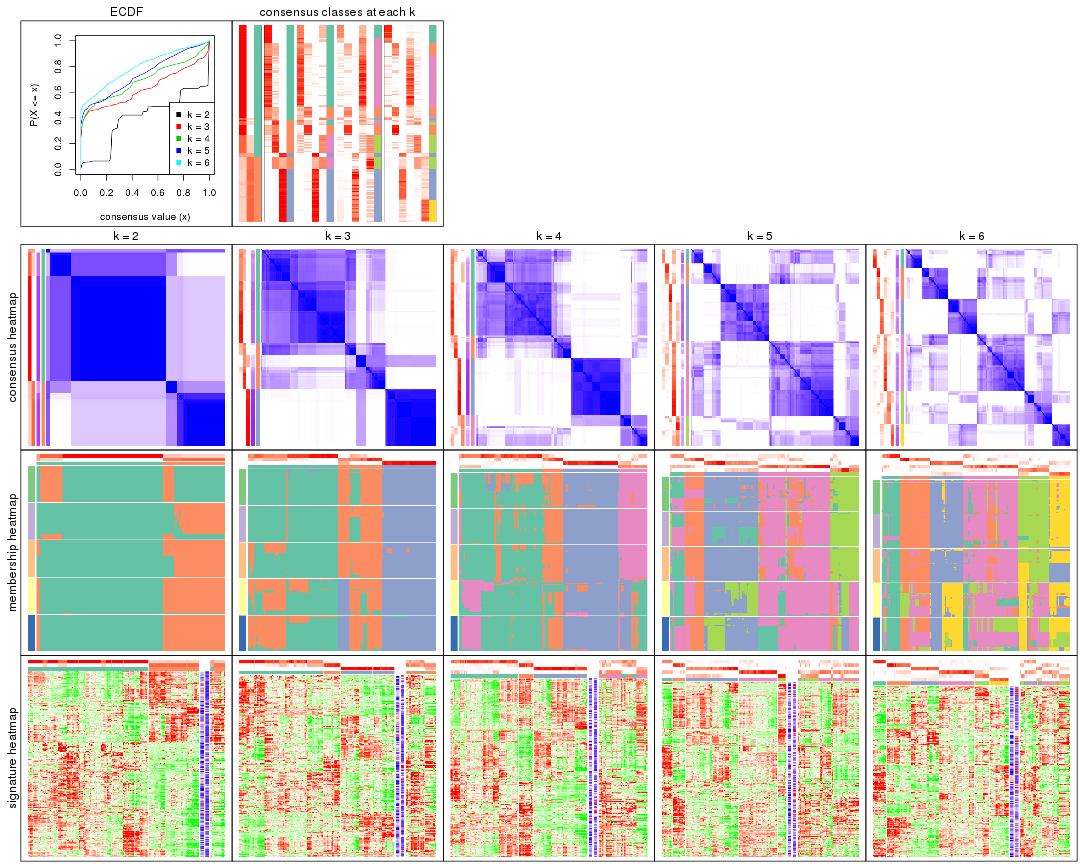 ECDF
consensus classes at each k
P(X <= x)
0.0 0.2 0.4 0.6 0.8 1.0
k = 2
k = 3
k = 4
k = 5
k = 6
0.0 0.2 0.4 0.6 0.8 1.0
consensus value (x)
k = 2
k = 3
k = 4
k = 5
k = 6
consensus heatmap
membership heatmap
signature heatmap